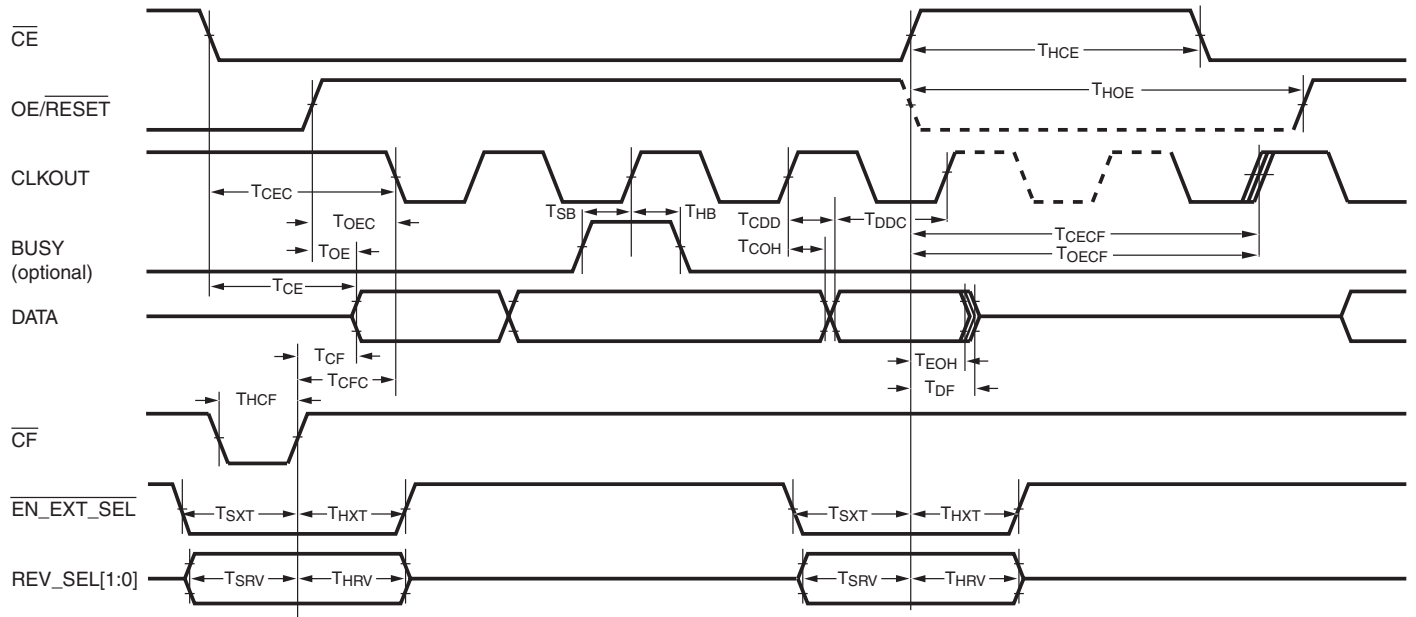 CE
THCE
OE/RESET
THOE
CLKOUT
TCEC
TSB
THB
TCDD
TDDC
TOEC
TCECF
BUSY
(optional)
TOE
TCOH
TOECF
TCE
DATA
TCF
TEOH
TCFC
TDF
THCF
CF
EN_EXT_SEL
TSXT
THXT
TSXT
THXT
REV_SEL[1:0]
TSRV
THRV
TSRV
THRV